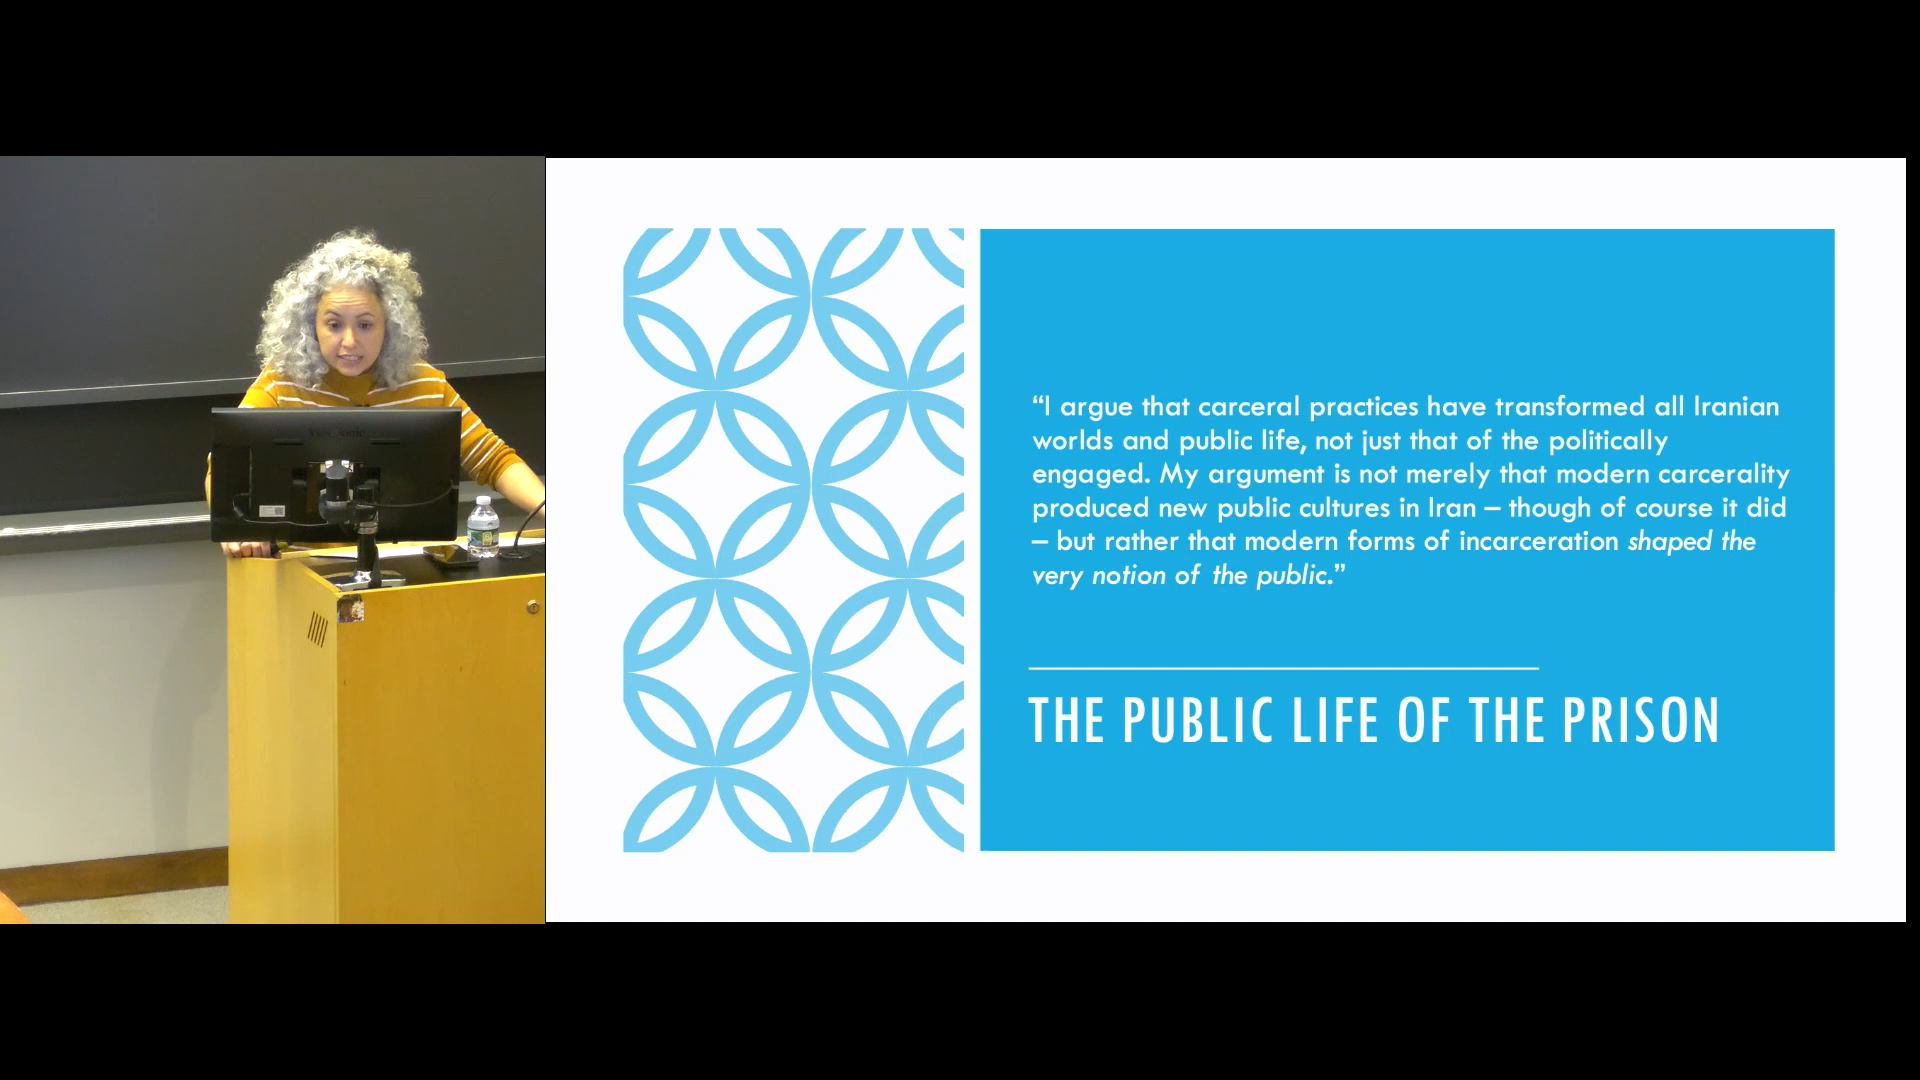 “I argue that carceral practices have transformed all Iranian
worlds and public life, not just that of the politically
engaged. My argument is not merely that modern carcerality
produced new public cultures in Iran – though of course it did
– but rather that modern forms of incarceration shaped the
very notion of the public.”
THE PUBLIC LIFE OF THE PRISON